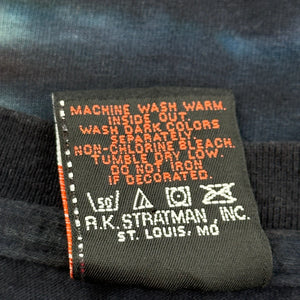 MACHINE WASH WARM.
INSIDE OUT.
WASH DARK COLORS
SEPARATELY.
NON-CHLORINE BLEACH.
TUMBLE DRY LOW.
DO NOT IRON
IF DECORATED.
50°
R.K. STRATMAN, INC.
ST. LOUIS, MO